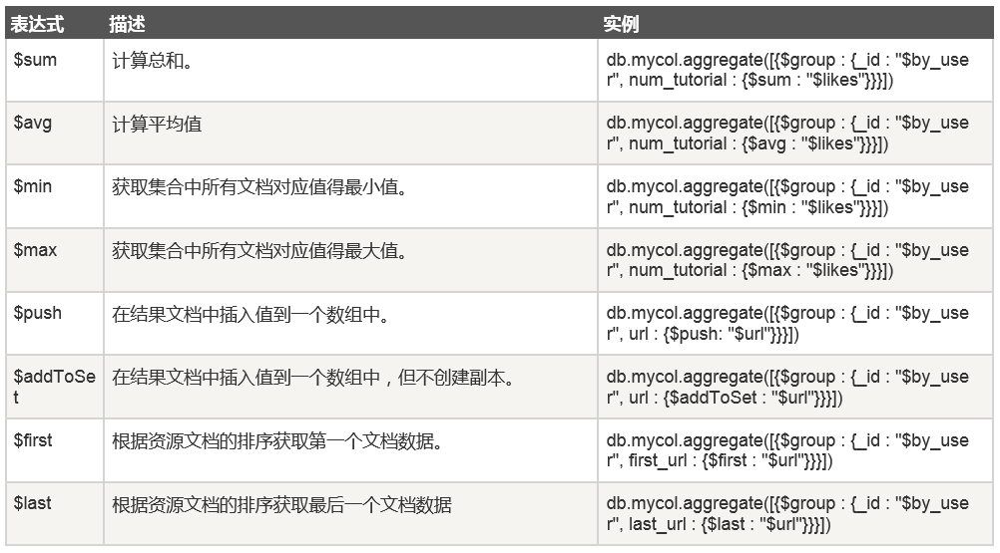 表达式 描述 实例
$sum 计算总和。 db.mycol.aggregate([{$group : {_id : "$by_use
r", num_tutorial : {$sum : "$likes"}}}])
$avg 计算平均值 db.mycol.aggregate([{$group : {_id : "$by_use
r", num_tutorial : {$avg : "$likes"}}}])
$min 获取集合中所有文档对应值得最小值。 db.mycol.aggregate([{$group : {_id : "$by_use
r", num_tutorial : {$min : "$likes"}}}])
$max 获取集合中所有文档对应值得最大值。 db.mycol.aggregate([{$group : {_id : "$by_use
r", num_tutorial : {$max : "$likes"}}}])
$push 在结果文档中插入值到一个数组中。 db.mycol.aggregate([{$group : {_id : "$by_use
r", url : {$push: "$url"}}}])
$addToSe 在结果文档中插入值到一个数组中，但不创建副本。 db.mycol.aggregate([{$group : {_id : "$by_use
t r", url : {$addToSet : "$url"}}}])
$first 根据资源文档的排序获取第一个文档数据。 db.mycol.aggregate([{$group : {_id : "$by_use
r", first_url : {$first : "$url"}}}])
$last 根据资源文档的排序获取最后一个文档数据 db.mycol.aggregate([{$group : {_id : "$by_use
r", last_url : {$last : "$url"}}}])